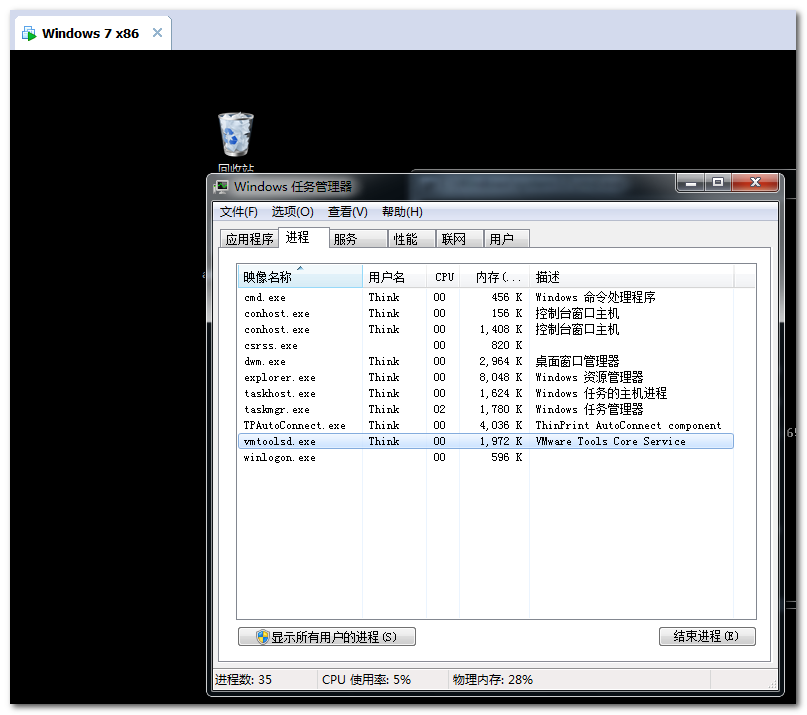 Windows 7 x86
回收站
Windows 任务管理器
文件(F) 选项(O) 查看(V) 帮助(H)
应用程序 进程 服务 性能 联网 用户
映像名称 用户名 CPU 内存(... 描述
cmd.exe Think 00 456 K Windows 命令处理程序
conhost.exe Think 00 156 K 控制台窗口主机
conhost.exe Think 00 1,408 K 控制台窗口主机
csrss.exe 00 820 K
dwm.exe Think 00 2,964 K 桌面窗口管理器
explorer.exe Think 00 8,048 K Windows 资源管理器
taskhost.exe Think 00 1,624 K Windows 任务的主机进程
taskmgr.exe Think 02 1,780 K Windows 任务管理器
TPAutoConnect.exe Think 00 4,036 K ThinPrint AutoConnect component
vmtoolsd.exe Think 00 1,972 K VMware Tools Core Service
winlogon.exe 00 596 K
显示所有用户的进程(S) 结束进程(E)
进程数: 35 CPU 使用率: 5% 物理内存: 28%